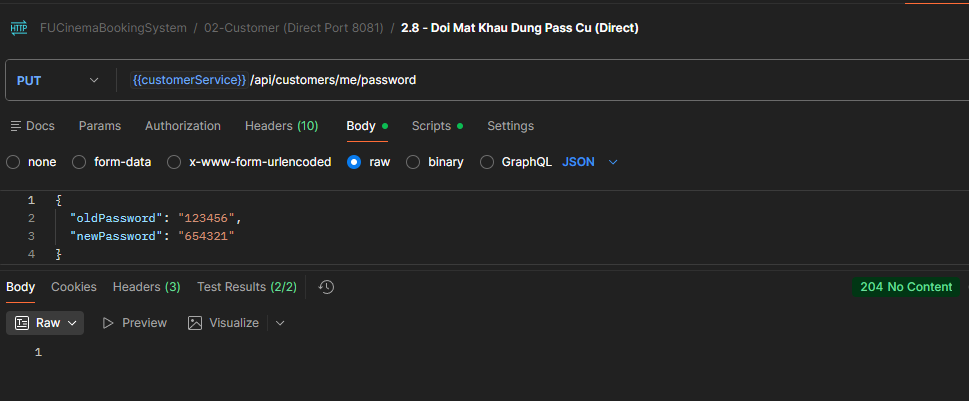 HTTP FUCinemaBookingSystem / 02-Customer (Direct Port 8081) / 2.8 - Doi Mat Khau Dung Pass Cu (Direct)
PUT {{customerService}} /api/customers/me/password
Docs Params Authorization Headers (10) Body Scripts Settings
none form-data x-www-form-urlencoded raw binary GraphQL JSON
1 {
2 "oldPassword": "123456",
3 "newPassword": "654321"
4 }
Body Cookies Headers (3) Test Results (2/2) 204 No Content
Raw Preview Visualize
1